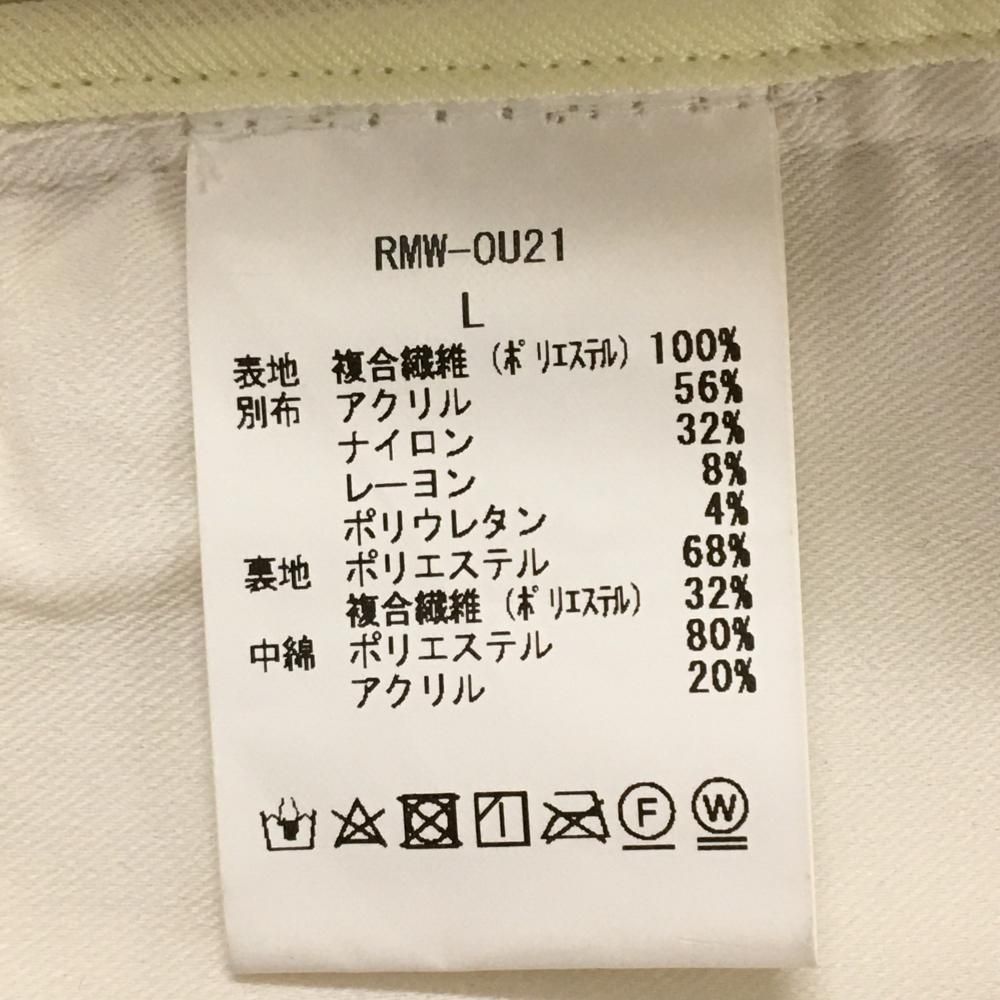 RMW-OU21
L
表地 複合繊維 (ポリエステル) 100%
別布 アクリル 56%
ナイロン 32%
レーヨン 8%
ポリウレタン 4%
裏地 ポリエステル 68%
複合繊維 (ポリエステル) 32%
中綿 ポリエステル 80%
アクリル 20%
F W